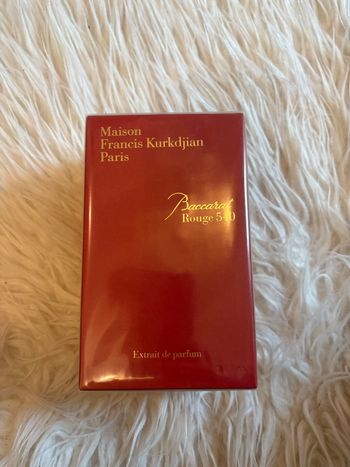 Maison
Francis Kurkdjian
Paris
Baccarat
Rouge 540
Extrait de parfum